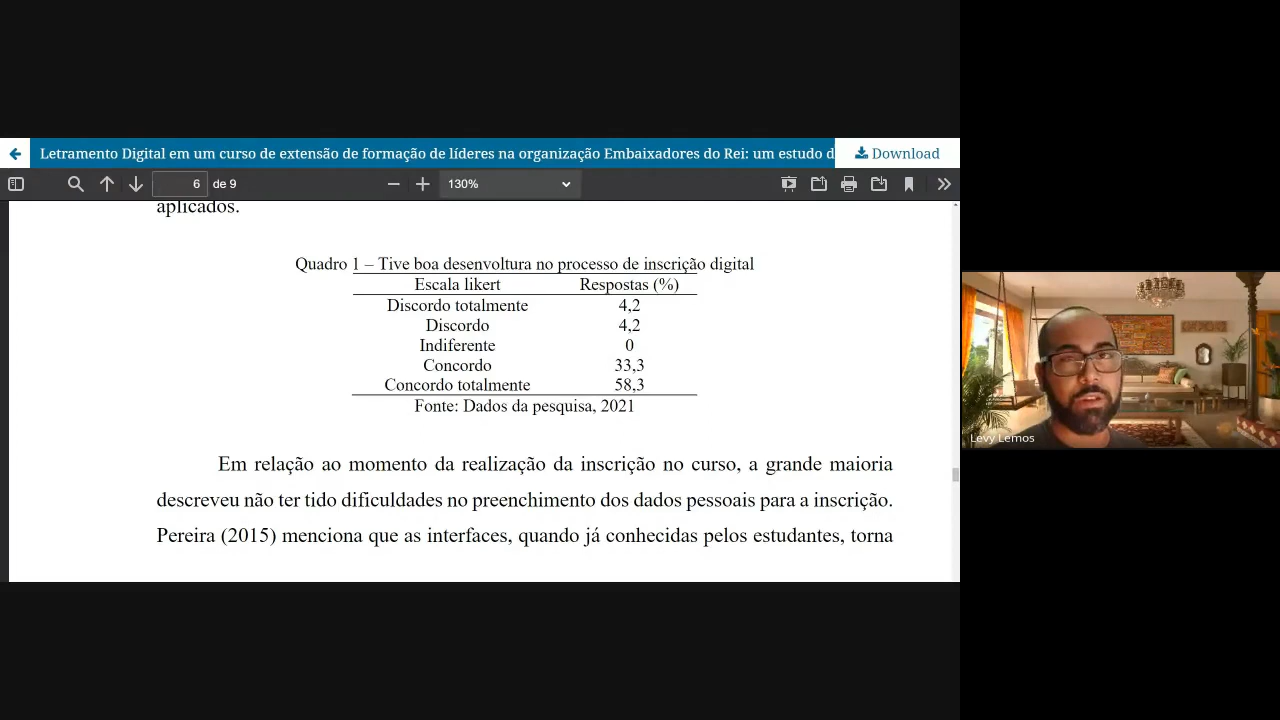 Letramento Digital em um curso de extensão de formação de líderes na organização Embaixadores do Rei: um estudo d
Download
6 de 9
130%
aplicados.
Quadro 1 – Tive boa desenvoltura no processo de inscrição digital
Escala likert Respostas (%)
Discordo totalmente 4,2
Discordo 4,2
Indiferente 0
Concordo 33,3
Concordo totalmente 58,3
Fonte: Dados da pesquisa, 2021
Em relação ao momento da realização da inscrição no curso, a grande maioria
descreveu não ter tido dificuldades no preenchimento dos dados pessoais para a inscrição.
Pereira (2015) menciona que as interfaces, quando já conhecidas pelos estudantes, torna
Levy Lemos